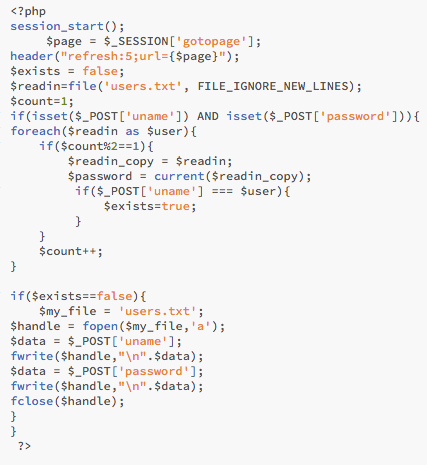 <?php
session_start();
     $page = $_SESSION['gotopage'];
header("refresh:5;url={$page}");
$exists = false;
$readin=file('users.txt', FILE_IGNORE_NEW_LINES);
$count=1;
if(isset($_POST['uname']) AND isset($_POST['password'])){
foreach($readin as $user){
    if($count%2==1){
        $readin_copy = $readin;
        $password = current($readin_copy);
         if($_POST['uname'] === $user){
             $exists=true;
         }
    }
    $count++;
}

if($exists==false){
    $my_file = 'users.txt';
$handle = fopen($my_file,'a');
$data = $_POST['uname'];
fwrite($handle,"\n".$data);
$data = $_POST['password'];
fwrite($handle,"\n".$data);
fclose($handle);
}
}
 ?>